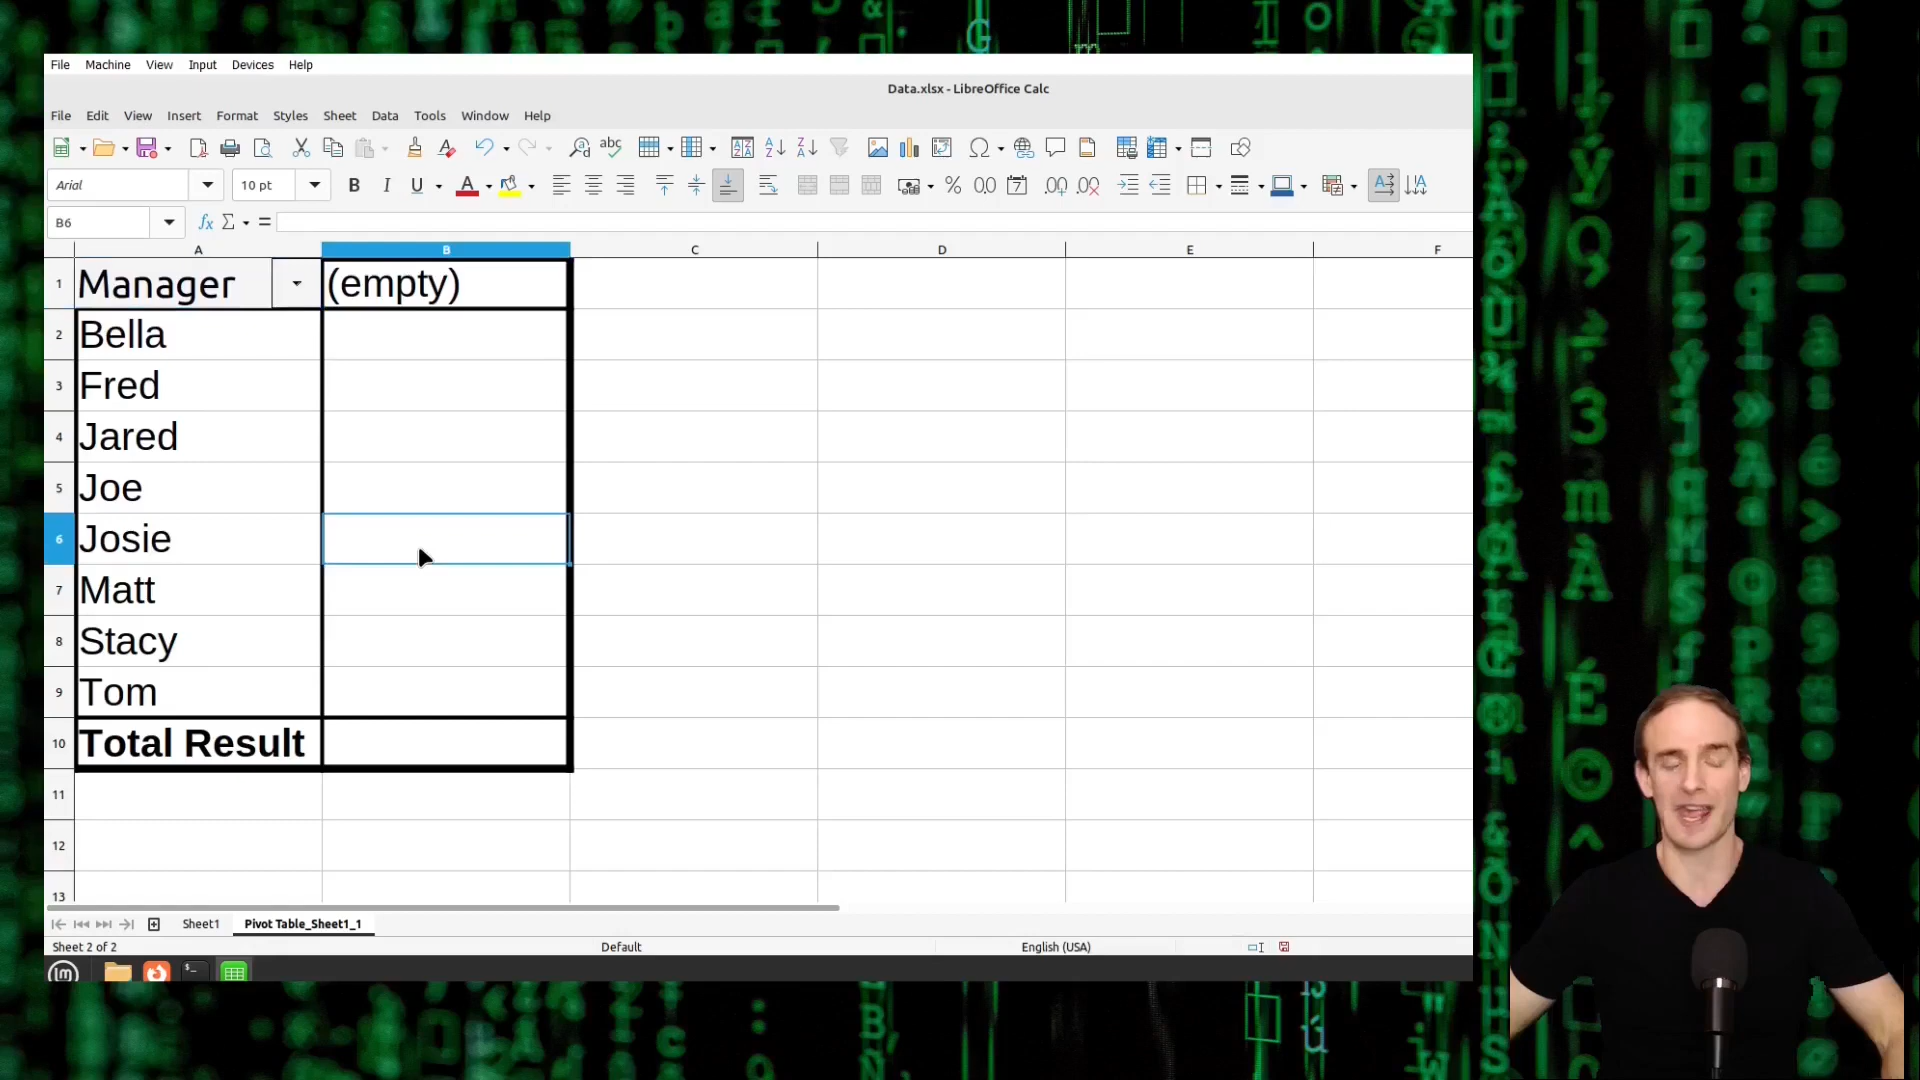 File Machine View Input Devices Help
Data.xlsx - LibreOffice Calc
File Edit View Insert Format Styles Sheet Data Tools Window Help
Arial 10 pt
B6
A B C D E F
1 Manager (empty)
2 Bella
3 Fred
4 Jared
5 Joe
6 Josie
7 Matt
8 Stacy
9 Tom
10 Total Result
11
12
13
Sheet1 Pivot Table_Sheet1_1
Sheet 2 of 2 Default English (USA)